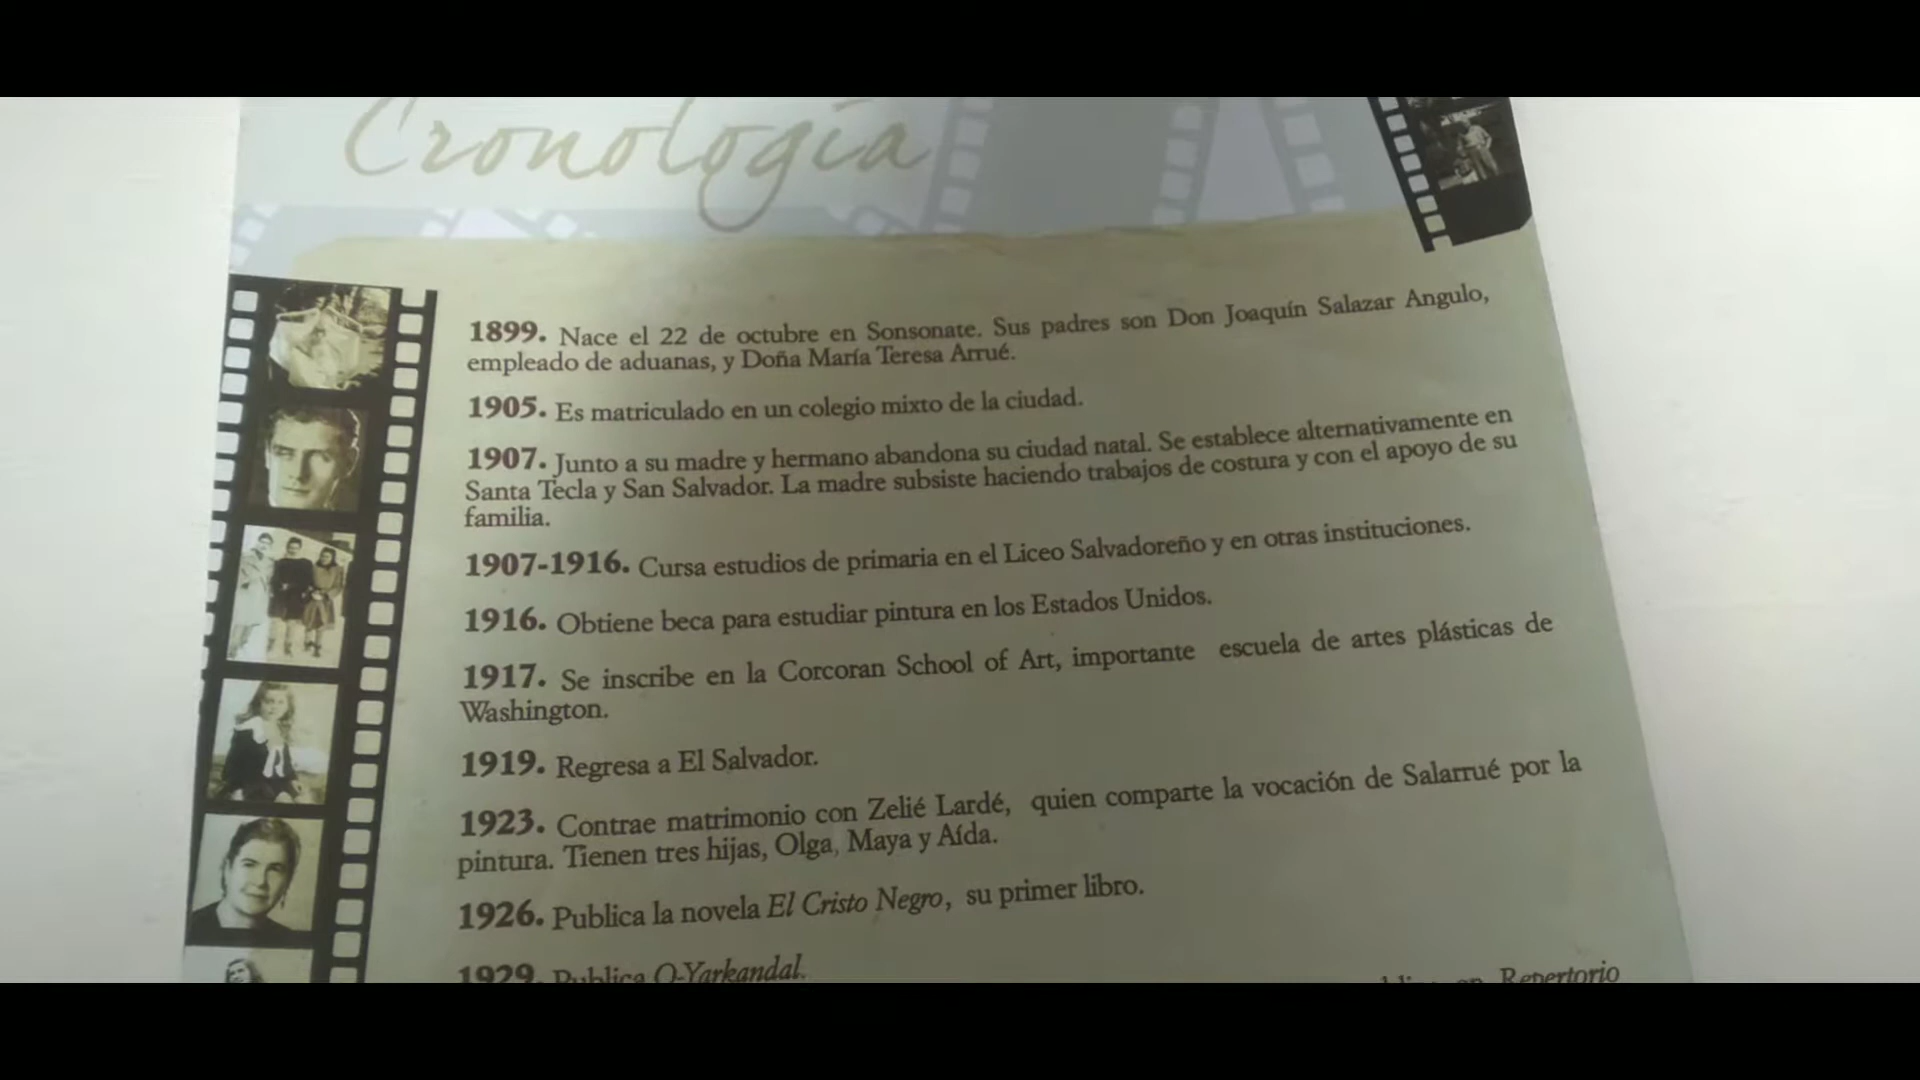 Cronología
1899. Nace el 22 de octubre en Sonsonate. Sus padres son Don Joaquín Salazar Angulo,
empleado de aduanas, y Doña María Teresa Arrué.
1905. Es matriculado en un colegio mixto de la ciudad.
1907. Junto a su madre y hermano abandona su ciudad natal. Se establece alternativamente en
Santa Tecla y San Salvador. La madre subsiste haciendo trabajos de costura y con el apoyo de su
familia.
1907-1916. Cursa estudios de primaria en el Liceo Salvadoreño y en otras instituciones.
1916. Obtiene beca para estudiar pintura en los Estados Unidos.
1917. Se inscribe en la Corcoran School of Art, importante escuela de artes plásticas de
Washington.
1919. Regresa a El Salvador.
1923. Contrae matrimonio con Zelié Lardé, quien comparte la vocación de Salarrué por la
pintura. Tienen tres hijas, Olga, Maya y Aída.
1926. Publica la novela El Cristo Negro, su primer libro.
1929. Publica O-Yarkandal.
en Repertorio